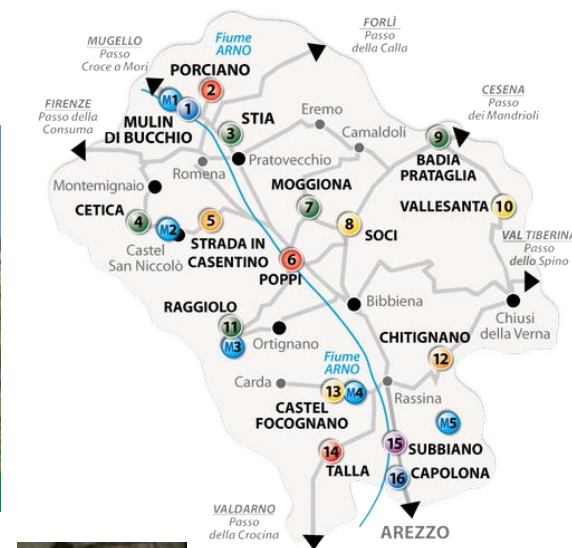 FORLÌ
Passo
della Calla
MUGELLO
Passo
Croce a Mori
Fiume
ARNO
PORCIANO
2
M1
1
MULIN
DI BUCCHIO
FIRENZE
Passo della
Consuma
STIA
3
Eremo
Camaldoli
CESENA
Passo
dei Mandrioli
9
BADIA
PRATAGLIA
Pratovecchio
Romena
Montemignaio
MOGGIONA
7
VALLESANTA
10
CETICA
4
M2
5
STRADA IN
CASENTINO
Castel
San Niccolò
8
SOCI
VAL TIBERINA
Passo
dello Spino
6
POPPI
Bibbiena
Chiusi
della Verna
RAGGIOLO
11
M3
Ortignano
CHITIGNANO
12
Fiume
ARNO
Carda
13
M4
Rassina
CASTEL
FOCOGNANO
M5
14
TALLA
15
SUBBIANO
16
CAPOLONA
VALDARNO
Passo
della Crocina
AREZZO